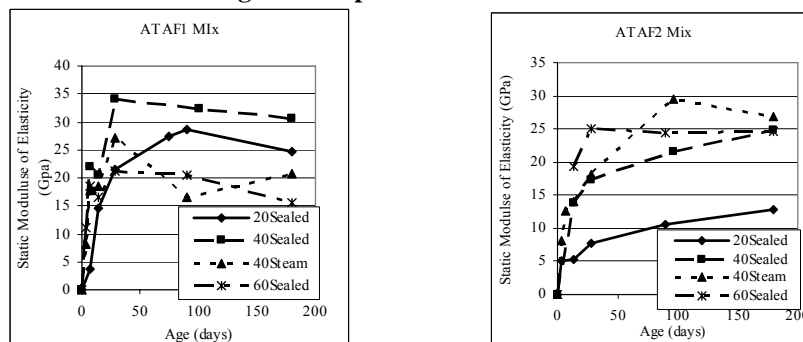 ATAF1 MIx
Static Moduluse of Elasticity
(Gpa)
40
35
30
25
20
15
10
5
0
0
50
100
150
200
Age (days)
20Sealed
40Sealed
40Steam
60Sealed
ATAF2 Mix
Static Modulse of Elasticity (GPa)
35
30
25
20
15
10
5
0
0
50
100
150
200
Age (days)
20Sealed
40Sealed
40Steam
60Sealed